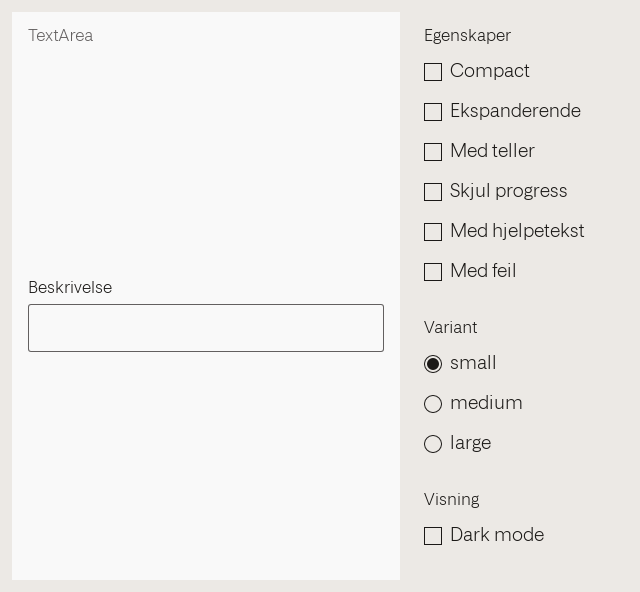 TextArea
Beskrivelse
Egenskaper
Compact
Ekspanderende
Med teller
Skjul progress
Med hjelpetekst
Med feil
Variant
small
medium
large
Visning
Dark mode